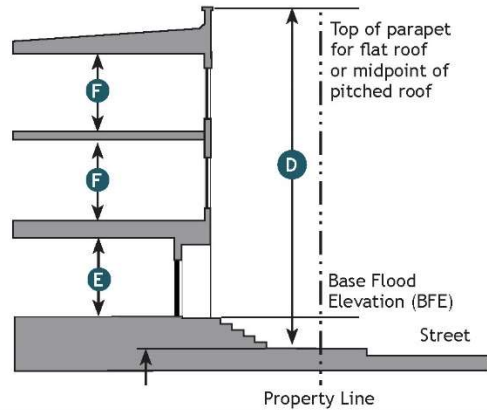 Top of parapet
for flat roof
or midpoint of
pitched roof
F
F
D
E
Base Flood
Elevation (BFE)
Street
Property Line